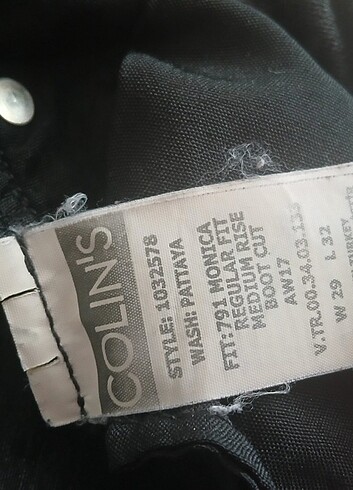 COLIN'S
STYLE: 1032578
WASH: PATTAYA
FIT:791 MONICA
REGULAR FIT
MEDIUM RISE
BOOT CUT
AW17
V.TR.00.34.03.133
W 29 L 32